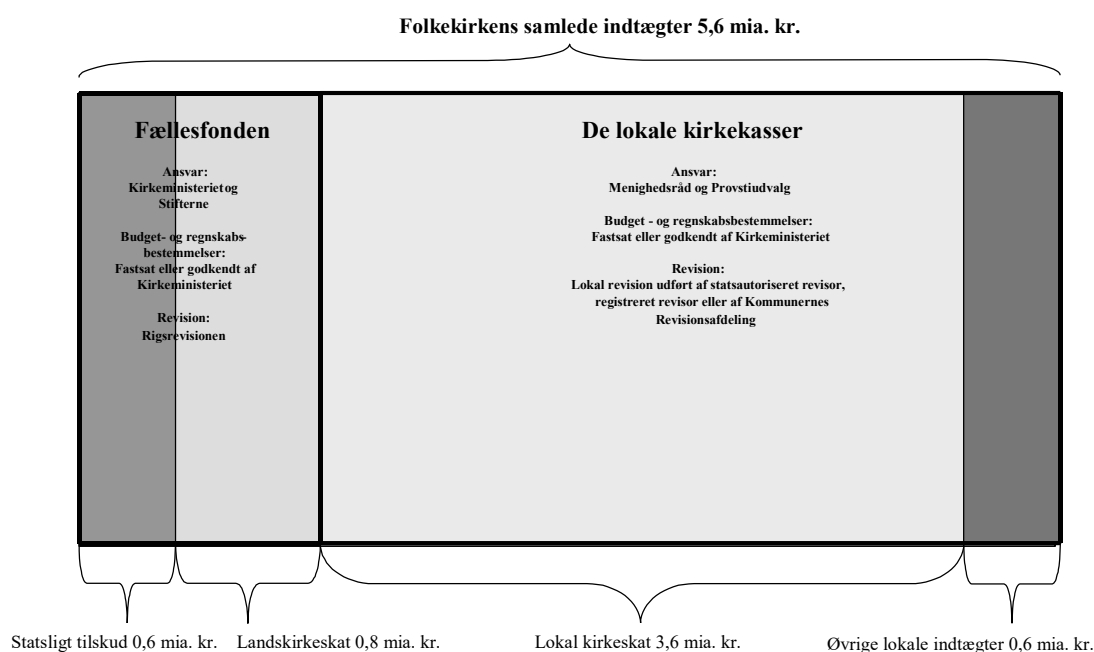 Folkekirkens samlede indtægter 5,6 mia. kr.
Fællesfonden
Ansvar:
Kirkeministeriet og
Stifterne
Budget- og regnskabs-
bestemmelser:
Fastsat eller godkendt af
Kirkeministeriet
Revision:
Rigsrevisionen
De lokale kirkekasser
Ansvar:
Menighedsråd og Provstiudvalg
Budget - og regnskabsbestemmelser:
Fastsat eller godkendt af Kirkeministeriet
Revision:
Lokal revision udført af statsautoriseret revisor,
registreret revisor eller af Kommunernes
Revisionsafdeling
Statsligt tilskud 0,6 mia. kr.
Landskirkeskat 0,8 mia. kr.
Lokal kirkeskat 3,6 mia. kr.
Øvrige lokale indtægter 0,6 mia. kr.